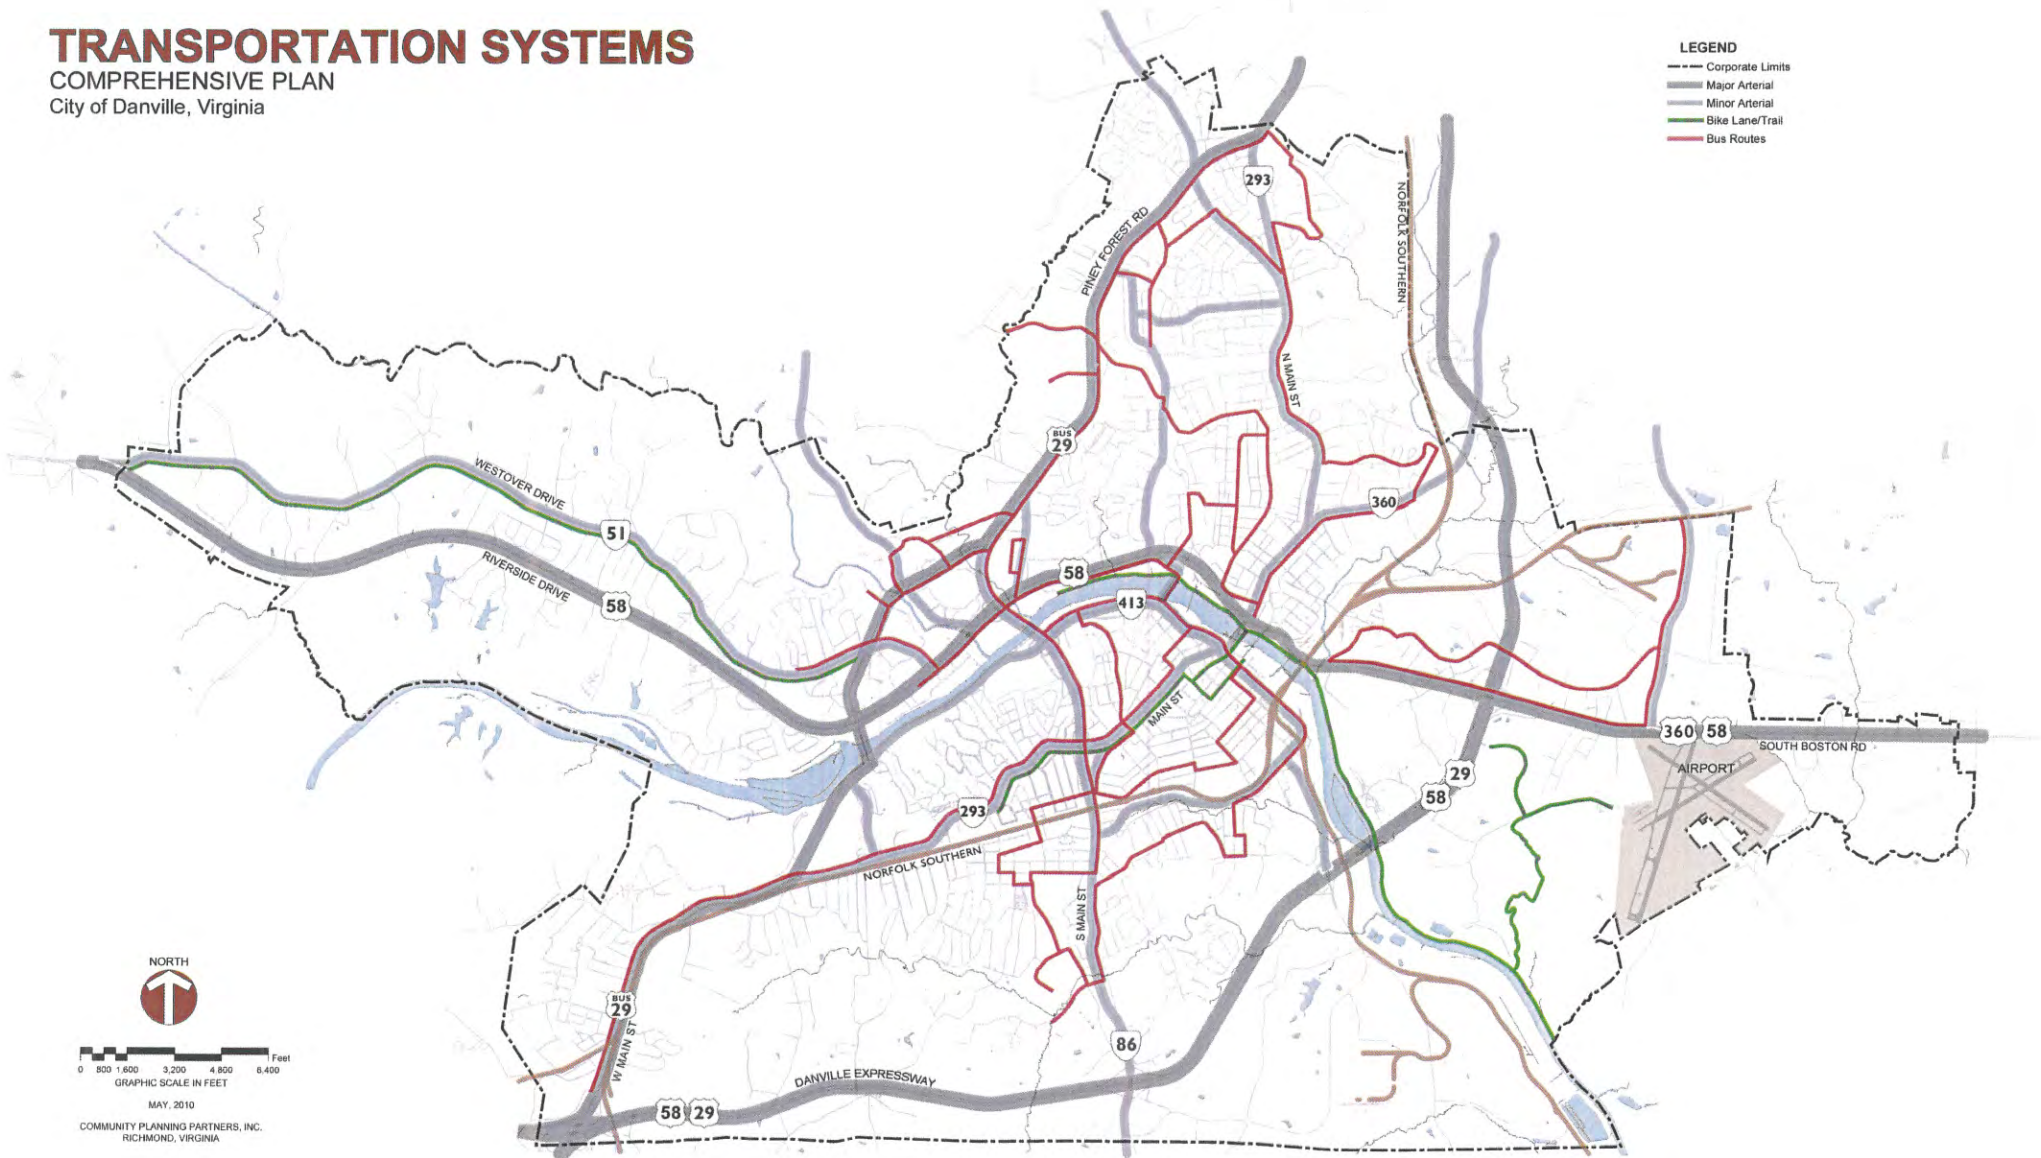 TRANSPORTATION SYSTEMS
COMPREHENSIVE PLAN
City of Danville, Virginia
LEGEND
Corporate Limits
Major Arterial
Minor Arterial
Bike Lane/Trail
Bus Routes
293
NORFOLK SOUTHERN
PINEY FOREST RD
N MAIN ST
BUS
29
360
WESTOVER DRIVE
51
RIVERSIDE DRIVE
58
58
413
MAIN ST
360 58
SOUTH BOSTON RD
AIRPORT
29
58
293
NORFOLK SOUTHERN
S MAIN ST
BUS
29
W MAIN ST
86
DANVILLE EXPRESSWAY
58 29
NORTH
0 800 1,600 3,200 4,800 6,400
Feet
GRAPHIC SCALE IN FEET
MAY, 2010
COMMUNITY PLANNING PARTNERS, INC.
RICHMOND, VIRGINIA